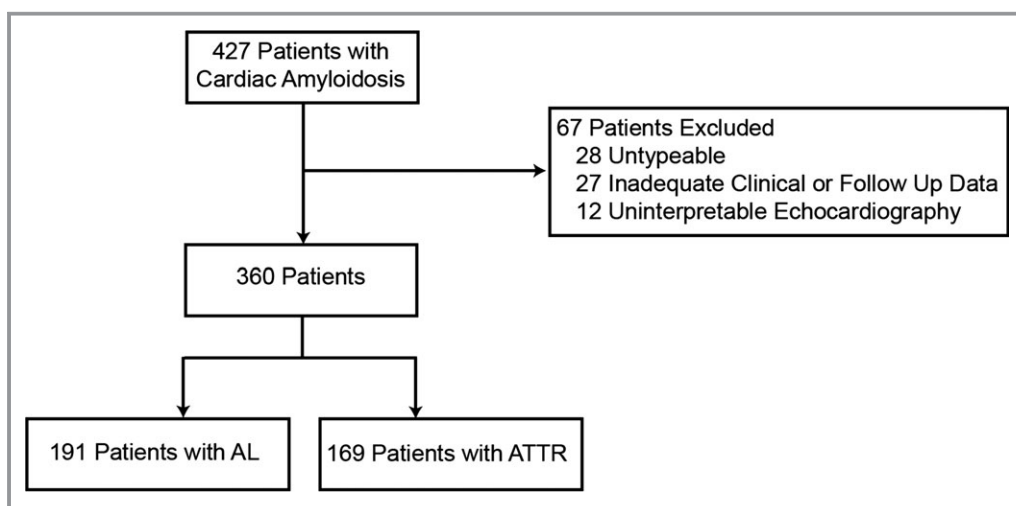 427 Patients with
Cardiac Amyloidosis
67 Patients Excluded
28 Untypeable
27 Inadequate Clinical or Follow Up Data
12 Uninterpretable Echocardiography
360 Patients
191 Patients with AL
169 Patients with ATTR